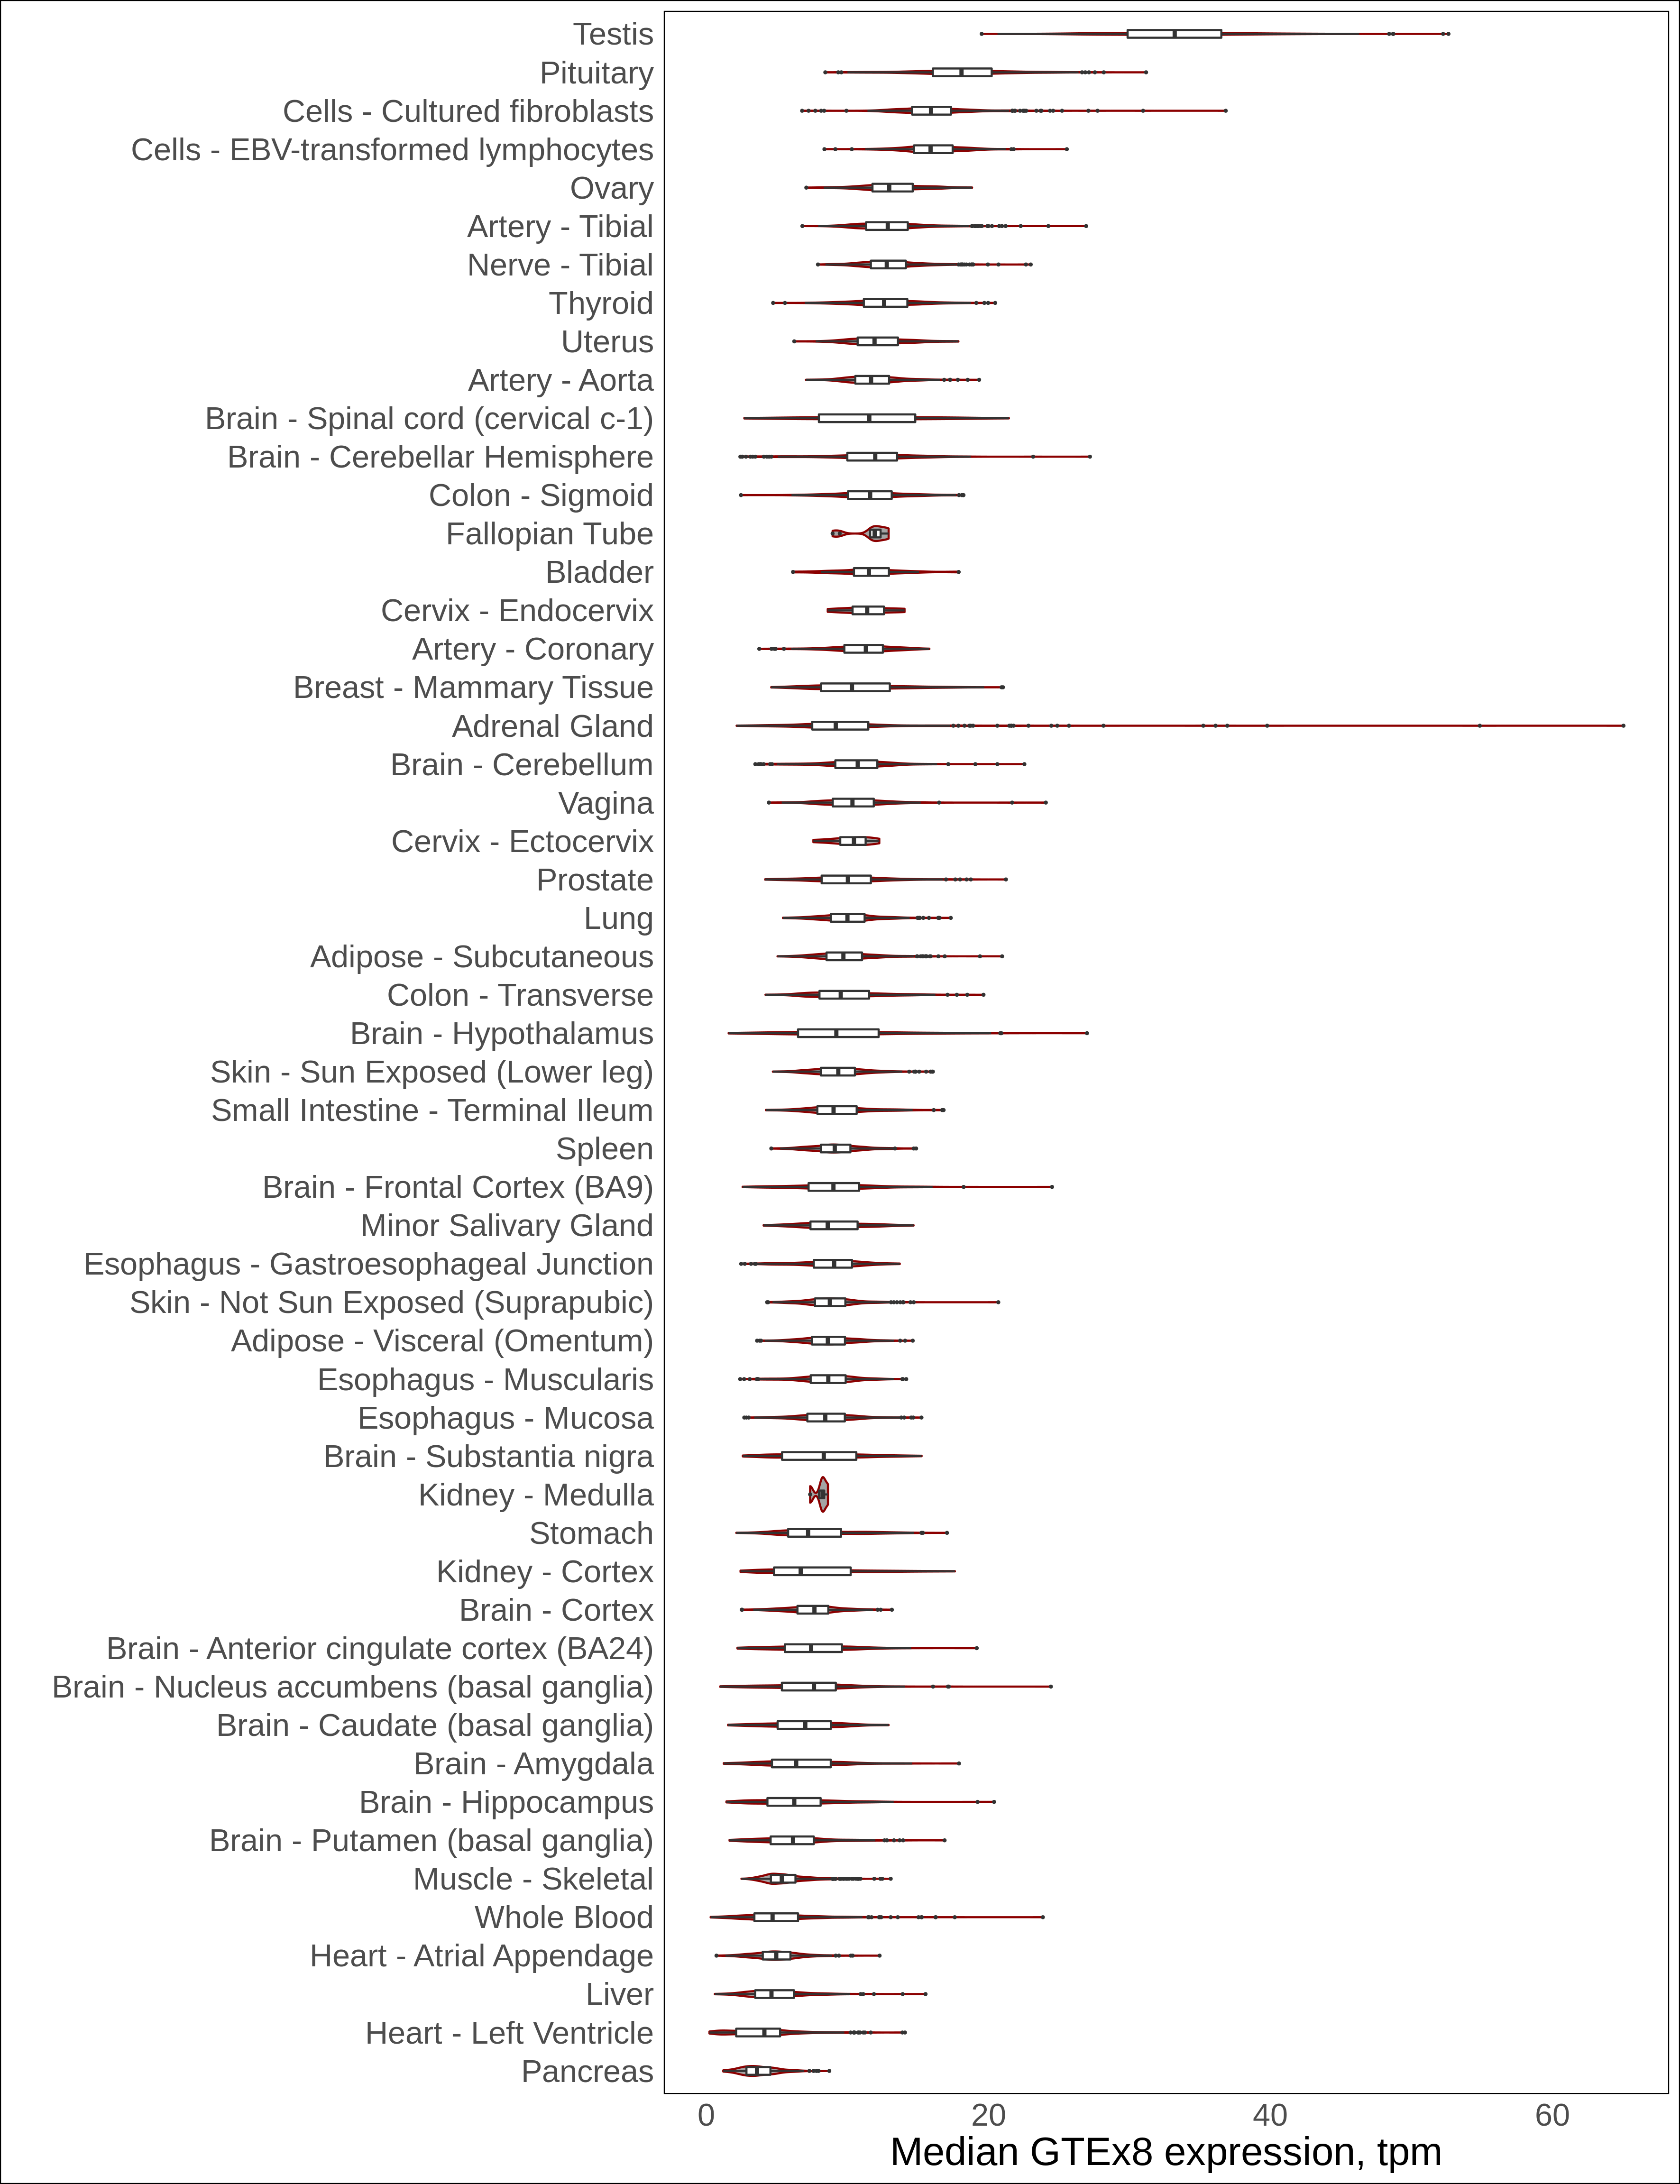 Testis
Pituitary
Cells - Cultured fibroblasts
Cells - EBV-transformed lymphocytes
Ovary
Artery - Tibial
Nerve - Tibial
Thyroid
Uterus
Artery - Aorta
Brain - Spinal cord (cervical c-1)
Brain - Cerebellar Hemisphere
Colon - Sigmoid
Fallopian Tube
Bladder
Cervix - Endocervix
Artery - Coronary
Breast - Mammary Tissue
Adrenal Gland
Brain - Cerebellum
Vagina
Cervix - Ectocervix
Prostate
Lung
Adipose - Subcutaneous
Colon - Transverse
Brain - Hypothalamus
Skin - Sun Exposed (Lower leg)
Small Intestine - Terminal Ileum
Spleen
Brain - Frontal Cortex (BA9)
Minor Salivary Gland
Esophagus - Gastroesophageal Junction
Skin - Not Sun Exposed (Suprapubic)
Adipose - Visceral (Omentum)
Esophagus - Muscularis
Esophagus - Mucosa
Brain - Substantia nigra
Kidney - Medulla
Stomach
Kidney - Cortex
Brain - Cortex
Brain - Anterior cingulate cortex (BA24)
Brain - Nucleus accumbens (basal ganglia)
Brain - Caudate (basal ganglia)
Brain - Amygdala
Brain - Hippocampus
Brain - Putamen (basal ganglia)
Muscle - Skeletal
Whole Blood
Heart - Atrial Appendage
Liver
Heart - Left Ventricle
Pancreas
0 20 40 60
Median GTEx8 expression, tpm